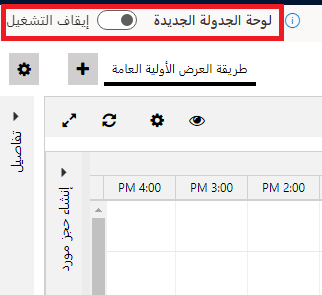 لوحة الجدولة الجديدة إيقاف التشغيل
طريقة العرض الأولية العامة
تفاصيل
إنشاء حجز مورد
2:00 PM 3:00 PM 4:00 PM